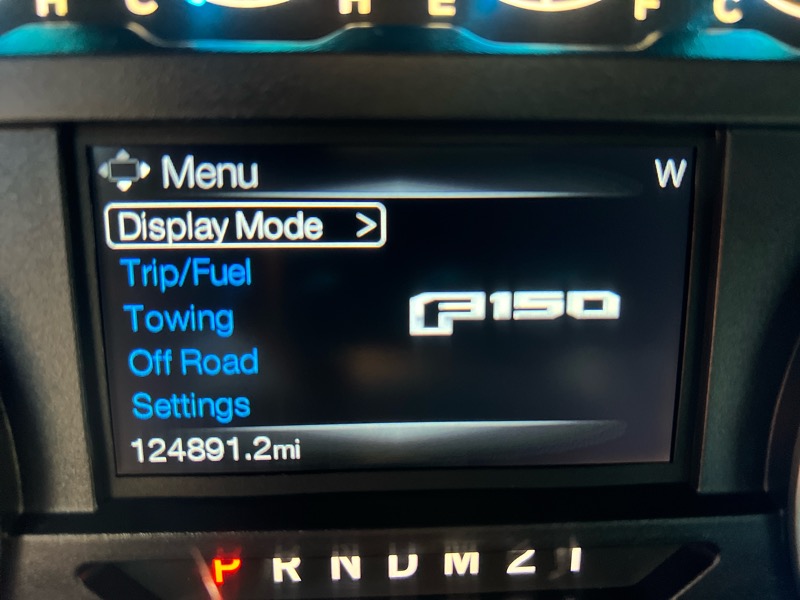 H C H C H E F C
Menu W
Display Mode >
Trip/Fuel
Towing
F150
Off Road
Settings
124891.2mi
P R N D M 2 1